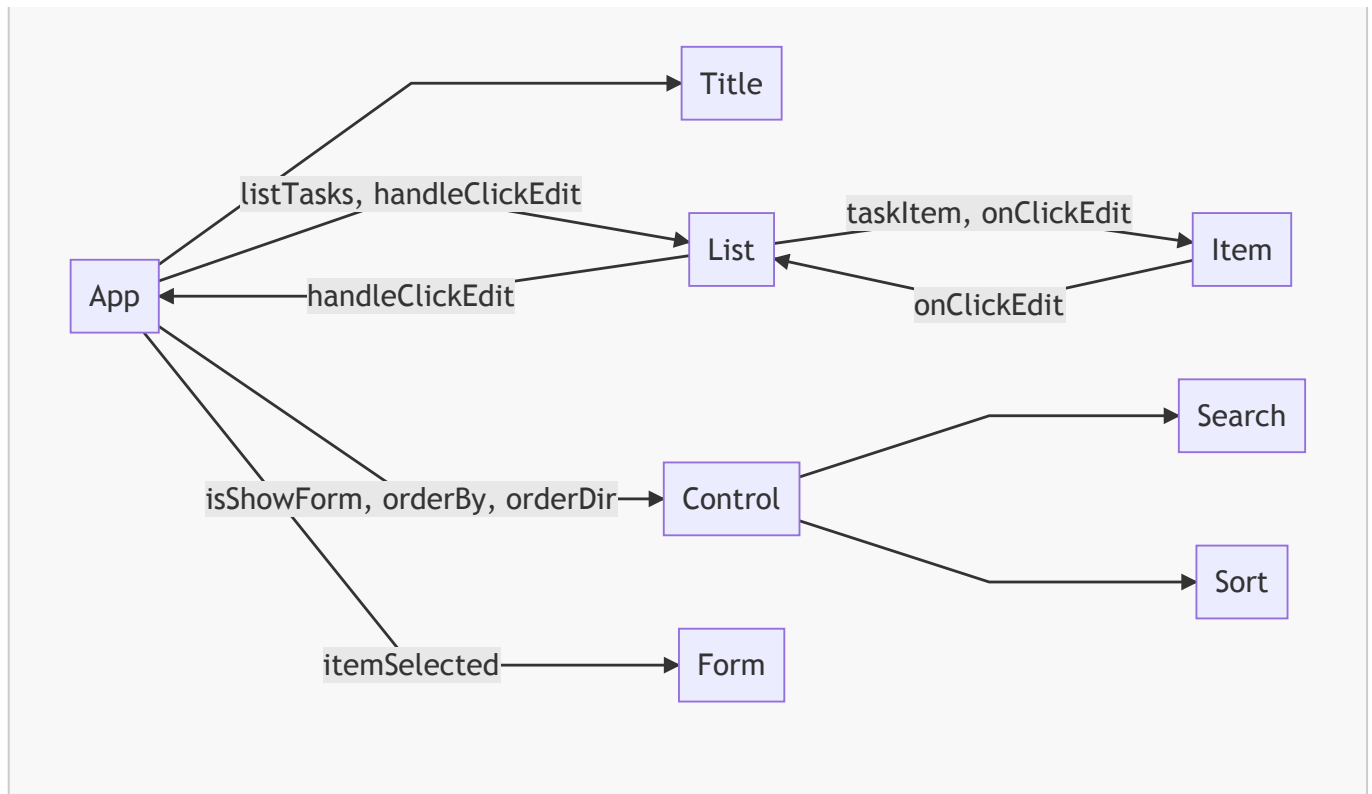 Title
listTasks, handleClickEdit
taskItem, onClickEdit
List
Item
App
handleClickEdit
onClickEdit
Search
isShowForm, orderBy, orderDir
Control
Sort
itemSelected
Form